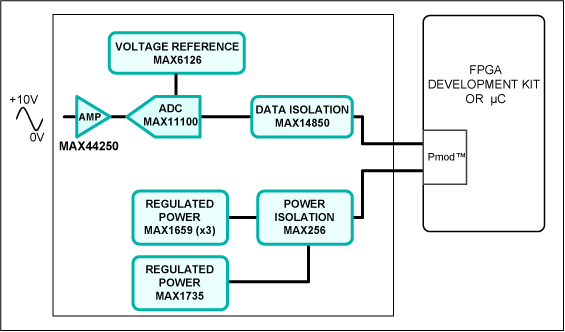 VOLTAGE REFERENCE
MAX6126
+10V
0V
AMP
MAX44250
ADC
MAX11100
DATA ISOLATION
MAX14850
FPGA
DEVELOPMENT KIT
OR µC
Pmod™
REGULATED
POWER
MAX1659 (x3)
POWER
ISOLATION
MAX256
REGULATED
POWER
MAX1735